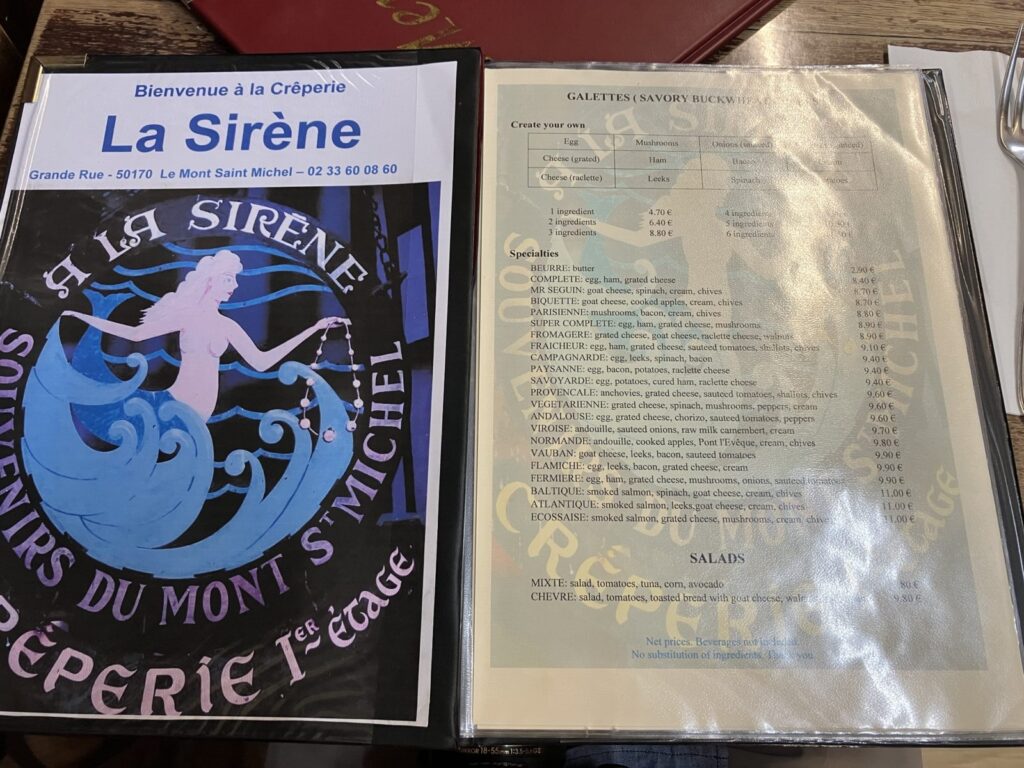 Bienvenue à la Crêperie
La Sirène
Grande Rue - 50170 Le Mont Saint Michel – 02 33 60 08 60
A LA SIRÈNE
SOUVENIRS DU MONT ST MICHEL
CRÊPERIE 1ER ÉTAGE
GALETTES ( SAVORY
Create your own
Egg Mushrooms Onions
Cheese (grated) Ham Bacon
Cheese (raclette) Leeks Spinach
1 ingredient 4.70 € 4 ingredients
2 ingredients 6.40 € 5 ingredients
3 ingredients 8.80 € 6 ingredients
Specialties
BEURRE: butter 2.90 €
COMPLETE: egg, ham, grated cheese 8.40 €
MR SEGUIN: goat cheese, spinach, cream, chives 8.70 €
BIQUETTE: goat cheese, cooked apples, cream, chives 8.70 €
PARISIENNE: mushrooms, bacon, cream, chives 8.80 €
SUPER COMPLETE: egg, ham, grated cheese, mushrooms 8.90 €
FROMAGERE: grated cheese, goat cheese, raclette cheese, walnuts 8.90 €
FRAICHEUR: egg, ham, grated cheese, sauteed tomatoes, shallots, chives 9.10 €
CAMPAGNARDE: egg, leeks, spinach, bacon 9.40 €
PAYSANNE: egg, bacon, potatoes, raclette cheese 9.40 €
SAVOYARDE: egg, potatoes, cured ham, raclette cheese 9.40 €
PROVENCALE: anchovies, grated cheese, sauteed tomatoes, shallots, chives 9.60 €
VEGETARIENNE: grated cheese, spinach, mushrooms, peppers, cream 9.60 €
ANDALOUSE: egg, grated cheese, chorizo, sauteed tomatoes, peppers 9.60 €
VIROISE: andouille, sauteed onions, raw milk camembert, cream 9.70 €
NORMANDE: andouille, cooked apples, Pont l'Evêque, cream, chives 9.80 €
VAUBAN: goat cheese, leeks, bacon, sauteed tomatoes 9.90 €
FLAMICHE: egg, leeks, bacon, grated cheese, cream 9.90 €
FERMIERE: egg, ham, grated cheese, mushrooms, onions, sauteed tomatoes 9.90 €
BALTIQUE: smoked salmon, spinach, goat cheese, cream, chives 11.00 €
ATLANTIQUE: smoked salmon, leeks,goat cheese, cream, chives 11.00 €
ECOSSAISE: smoked salmon, grated cheese, mushrooms, cream, chives 11.00 €
SALADS
MIXTE: salad, tomatoes, tuna, corn, avocado
CHEVRE: salad, tomatoes, toasted bread with goat cheese, 9.80 €
Net prices. Beverages not included.
No substitution of ingredients. Thank you